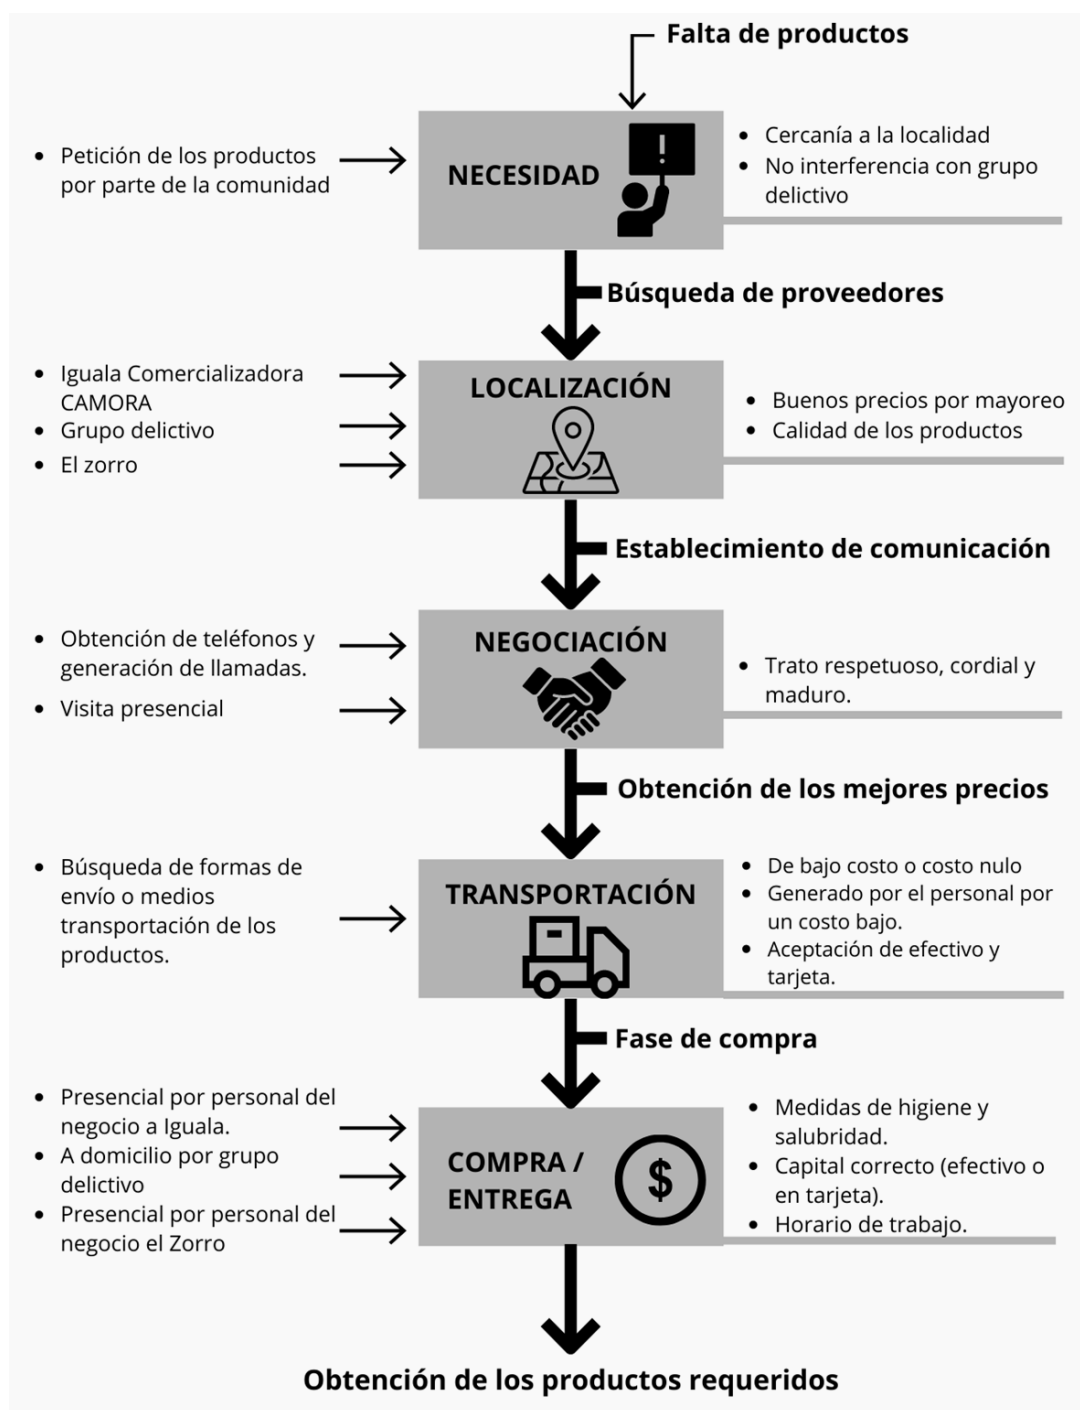 Falta de productos
Petición de los productos
por parte de la comunidad
NECESIDAD
!
Cercanía a la localidad
No interferencia con grupo
delictivo
Búsqueda de proveedores
Iguala Comercializadora
CAMORA
Grupo delictivo
El zorro
LOCALIZACIÓN
Buenos precios por mayoreo
Calidad de los productos
Establecimiento de comunicación
Obtención de teléfonos y
generación de llamadas.
Visita presencial
NEGOCIACIÓN
Trato respetuoso, cordial y
maduro.
Obtención de los mejores precios
Búsqueda de formas de
envío o medios
transportación de los
productos.
TRANSPORTACIÓN
De bajo costo o costo nulo
Generado por el personal por
un costo bajo.
Aceptación de efectivo y
tarjeta.
Fase de compra
Presencial por personal del
negocio a Iguala.
A domicilio por grupo
delictivo
Presencial por personal del
negocio el Zorro
COMPRA /
ENTREGA
$
Medidas de higiene y
salubridad.
Capital correcto (efectivo o
en tarjeta).
Horario de trabajo.
Obtención de los productos requeridos